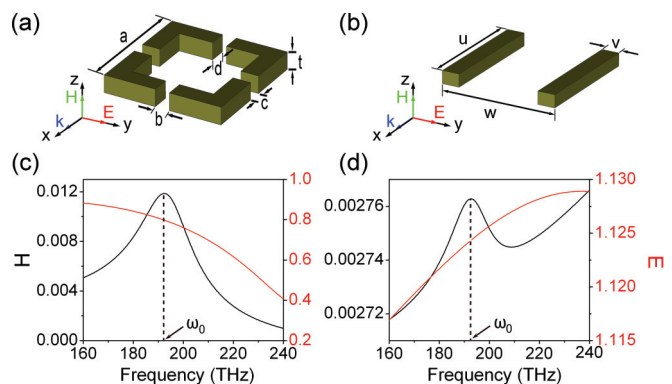 (a)
a
d
t
c
b
z
H
k
E
x
y
(b)
u
v
w
z
H
k
E
x
y
(c)
0.012
0.008
0.004
0.000
H
1.0
0.8
0.6
0.4
0.2
ω₀
160 180 200 220 240
Frequency (THz)
(d)
0.00276
0.00274
0.00272
1.130
1.125
1.120
1.115
E
ω₀
160 180 200 220 240
Frequency (THz)